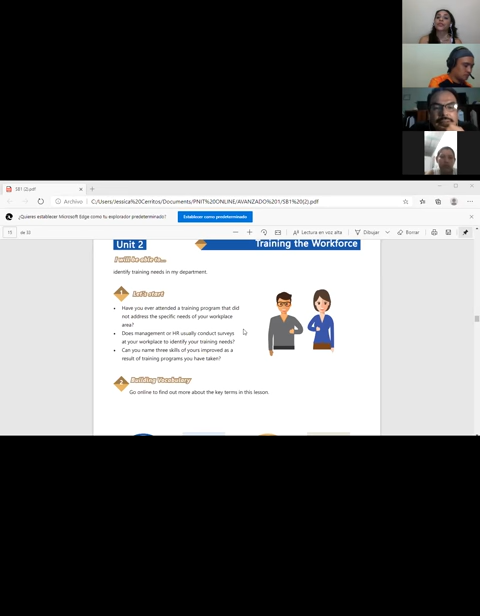 SB1 (2).pdf
Archivo
C:/Users/Jessica%20Cerritos/Documents/PNIT%20ONLINE/AVANZADO%201/SB1%20(2).pdf
¿Quieres establecer Microsoft Edge como tu explorador predeterminado?
Establecer como predeterminado
15 de 33
Lectura en voz alta
Dibujar
Borrar
Unit 2
Training the Workforce
I will be able to...
identify training needs in my department.
1 Let's start
• Have you ever attended a training program that did
not address the specific needs of your workplace
area?
• Does management or HR usually conduct surveys
at your workplace to identify your training needs?
• Can you name three skills of yours improved as a
result of training programs you have taken?
2 Building Vocabulary
Go online to find out more about the key terms in this lesson.